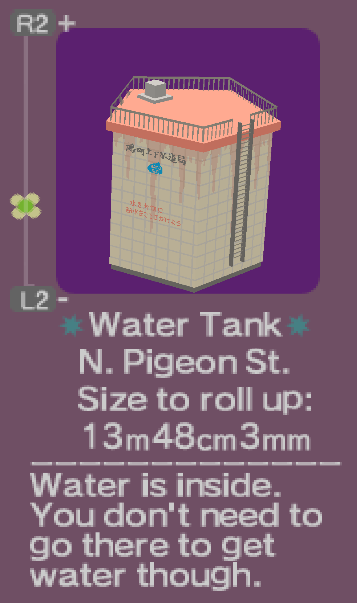 R2 +
L2 -
Water Tank
N. Pigeon St.
Size to roll up:
13m48cm3mm
Water is inside.
You don't need to
go there to get
water though.